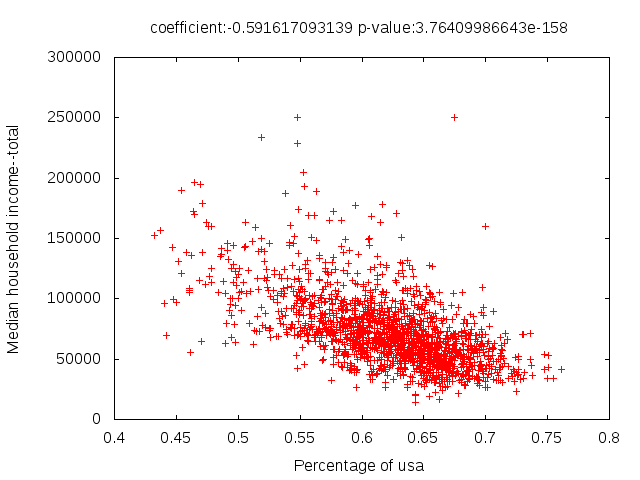 coefficient:-0.591617093139 p-value:3.76409986643e-158
300000
250000
200000
150000
100000
50000
0
Median household income--total
0.4 0.45 0.5 0.55 0.6 0.65 0.7 0.75 0.8
Percentage of usa